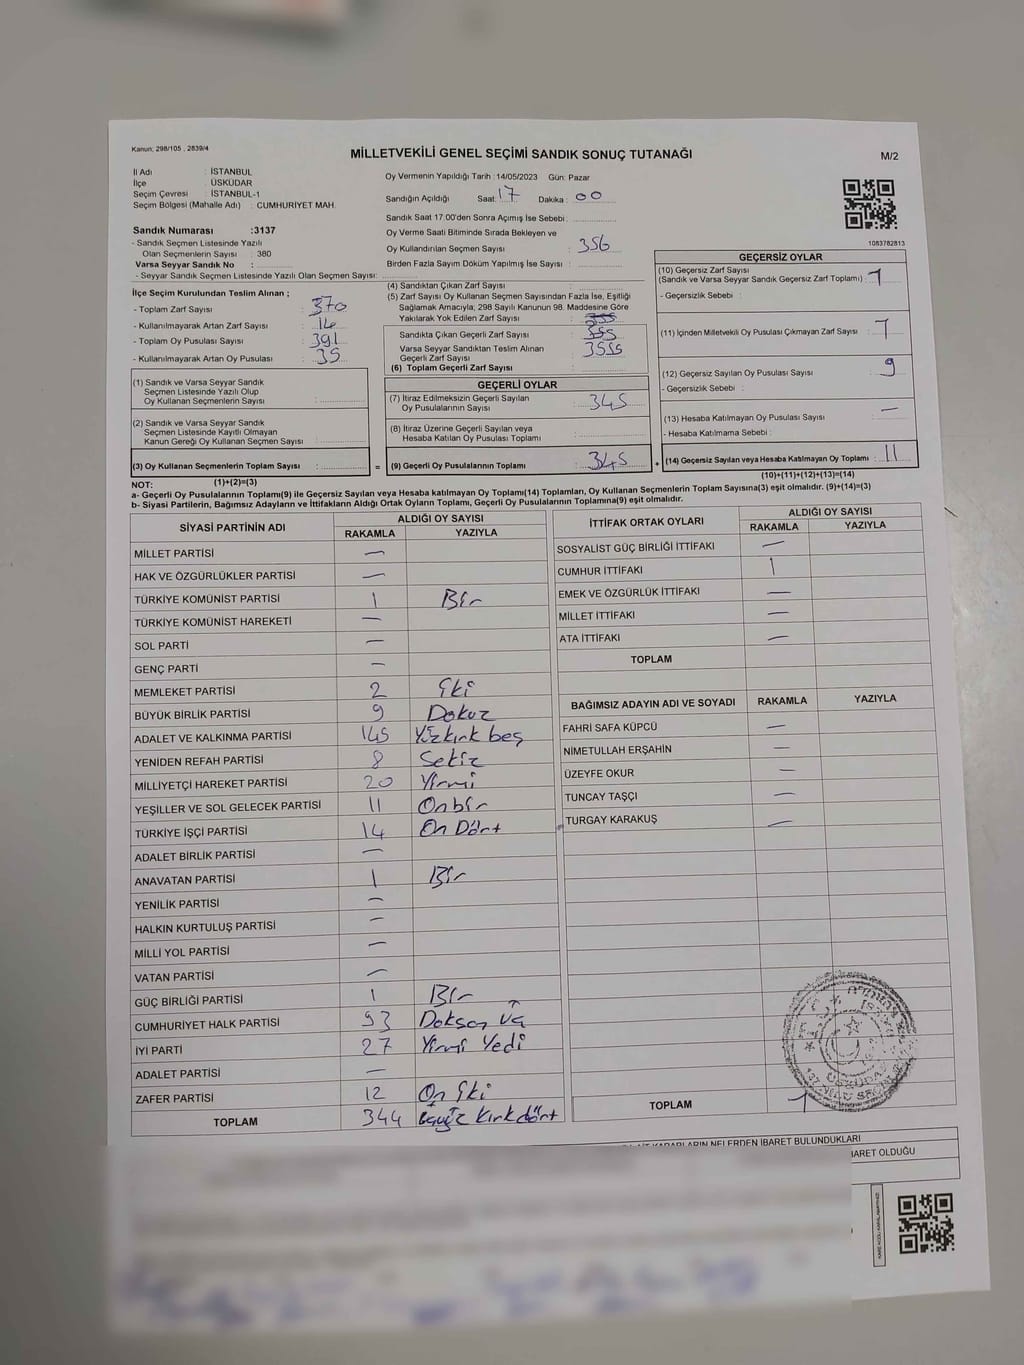 Kanun: 298/105 , 2839/4
MİLLETVEKİLİ GENEL SEÇİMİ SANDIK SONUÇ TUTANAĞI
M/2
İl Adı : İSTANBUL
İlçe : ÜSKÜDAR
Seçim Çevresi : İSTANBUL-1
Seçim Bölgesi (Mahalle Adı) : CUMHURİYET MAH.
Sandık Numarası :3137
- Sandık Seçmen Listesinde Yazılı
Olan Seçmenlerin Sayısı : 380
Varsa Seyyar Sandık No :
- Seyyar Sandık Seçmen Listesinde Yazılı Olan Seçmen Sayısı:
Oy Vermenin Yapıldığı Tarih : 14/05/2023 Gün: Pazar
Sandığın Açıldığı Saat: 17 Dakika : 00
Sandık Saat 17:00'den Sonra Açımış İse Sebebi :
Oy Verme Saati Bitiminde Sırada Bekleyen ve
Oy Kullandırılan Seçmen Sayısı : 356
Birden Fazla Sayım Döküm Yapılmış İse Sayısı :
1083782813
İlçe Seçim Kurulundan Teslim Alınan ;
- Toplam Zarf Sayısı : 370
- Kullanılmayarak Artan Zarf Sayısı : 14
- Toplam Oy Pusulası Sayısı : 391
- Kullanılmayarak Artan Oy Pusulası : 35
(4) Sandıktan Çıkan Zarf Sayısı :
(5) Zarf Sayısı Oy Kullanan Seçmen Sayısından Fazla İse, Eşitliği
Sağlamak Amacıyla; 298 Sayılı Kanunun 98. Maddesine Göre
Yakılarak Yok Edilen Zarf Sayısı : 355
Sandıkta Çıkan Geçerli Zarf Sayısı : 355
Varsa Seyyar Sandıktan Teslim Alınan
Geçerli Zarf Sayısı : 355
(6) Toplam Geçerli Zarf Sayısı :
GEÇERSİZ OYLAR
(10) Geçersiz Zarf Sayısı
(Sandık ve Varsa Seyyar Sandık Geçersiz Zarf Toplamı) : 1
- Geçersizlik Sebebi :
(11) İçinden Milletvekili Oy Pusulası Çıkmayan Zarf Sayısı : 1
(12) Geçersiz Sayılan Oy Pusulası Sayısı : 9
- Geçersizlik Sebebi :
(13) Hesaba Katılmayan Oy Pusulası Sayısı : —
- Hesaba Katılmama Sebebi :
(14) Geçersiz Sayılan veya Hesaba Katılmayan Oy Toplamı : 11
(10)+(11)+(12)+(13)=(14)
(1) Sandık ve Varsa Seyyar Sandık
Seçmen Listesinde Yazılı Olup
Oy Kullanan Seçmenlerin Sayısı :
(2) Sandık ve Varsa Seyyar Sandık
Seçmen Listesinde Kayıtlı Olmayan
Kanun Gereği Oy Kullanan Seçmen Sayısı :
(3) Oy Kullanan Seçmenlerin Toplam Sayısı :
=
GEÇERLİ OYLAR
(7) İtiraz Edilmeksizin Geçerli Sayılan
Oy Pusulalarının Sayısı : 345
(8) İtiraz Üzerine Geçerli Sayılan veya
Hesaba Katılan Oy Pusulası Toplamı :
(9) Geçerli Oy Pusulalarının Toplamı : 345
+
NOT: (1)+(2)=(3)
a- Geçerli Oy Pusulalarının Toplamı(9) ile Geçersiz Sayılan veya Hesaba katılmayan Oy Toplamı(14) Toplamları, Oy Kullanan Seçmenlerin Toplam Sayısına(3) eşit olmalıdır. (9)+(14)=(3)
b- Siyasi Partilerin, Bağımsız Adayların ve İttifakların Aldığı Oyların Toplamı, Geçerli Oy Pusulalarının Toplamına(9) eşit olmalıdır.
SİYASİ PARTİNİN ADI ALDIĞI OY SAYISI
RAKAMLA YAZIYLA
MİLLET PARTİSİ —
HAK VE ÖZGÜRLÜKLER PARTİSİ —
TÜRKİYE KOMÜNİST PARTİSİ 1 Bir
TÜRKİYE KOMÜNİST HAREKETİ —
SOL PARTİ —
GENÇ PARTİ —
MEMLEKET PARTİSİ 2 İki
BÜYÜK BİRLİK PARTİSİ 9 Dokuz
ADALET VE KALKINMA PARTİSİ 145 Yüzkırk beş
YENİDEN REFAH PARTİSİ 8 Sekiz
MİLLİYETÇİ HAREKET PARTİSİ 20 Yirmi
YEŞİLLER VE SOL GELECEK PARTİSİ 11 Onbir
TÜRKİYE İŞÇİ PARTİSİ 14 On Dört
ADALET BİRLİK PARTİSİ —
ANAVATAN PARTİSİ 1 Bir
YENİLİK PARTİSİ —
HALKIN KURTULUŞ PARTİSİ —
MİLLİ YOL PARTİSİ —
VATAN PARTİSİ —
GÜÇ BİRLİĞİ PARTİSİ 1 Bir
CUMHURİYET HALK PARTİSİ 93 Doksan üç
İYİ PARTİ 27 Yirmi Yedi
ADALET PARTİSİ —
ZAFER PARTİSİ 12 On İki
TOPLAM 344 üçyüz kırkdört
İTTİFAK ORTAK OYLARI ALDIĞI OY SAYISI
RAKAMLA YAZIYLA
SOSYALİST GÜÇ BİRLİĞİ İTTİFAKI —
CUMHUR İTTİFAKI 1
EMEK VE ÖZGÜRLÜK İTTİFAKI —
MİLLET İTTİFAKI —
ATA İTTİFAKI —
TOPLAM
BAĞIMSIZ ADAYIN ADI VE SOYADI RAKAMLA YAZIYLA
FAHRİ SAFA KÜPCÜ —
NİMETULLAH ERŞAHİN —
ÜZEYFE OKUR —
TUNCAY TAŞÇI —
TURGAY KARAKUŞ —
TOPLAM 1
ÜSKÜDAR
KARARLARIN NELERDEN İBARET BULUNDUKLARI
İBARET OLDUĞU